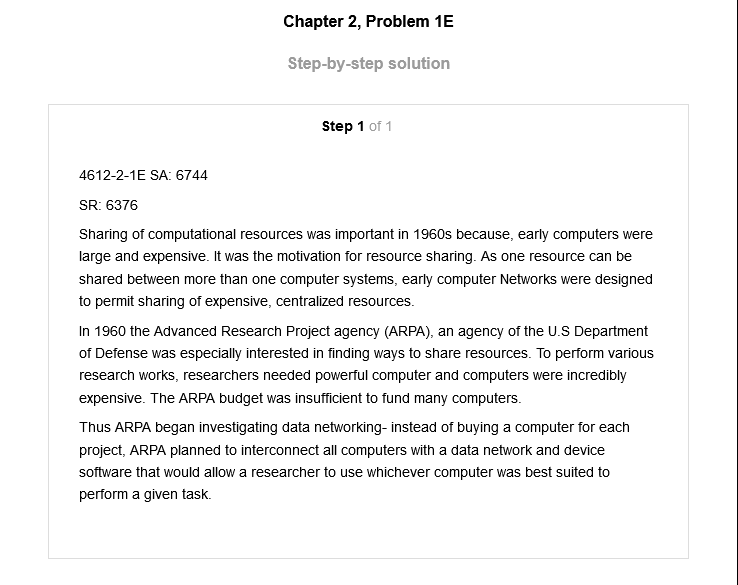 Chapter 2, Problem 1E
Step-by-step solution
Step 1 of 1
4612-2-1E SA: 6744
SR: 6376
Sharing of computational resources was important in 1960s because, early computers were
large and expensive. It was the motivation for resource sharing. As one resource can be
shared between more than one computer systems, early computer Networks were designed
to permit sharing of expensive, centralized resources.
In 1960 the Advanced Research Project agency (ARPA), an agency of the U.S Department
of Defense was especially interested in finding ways to share resources. To perform various
research works, researchers needed powerful computer and computers were incredibly
expensive. The ARPA budget was insufficient to fund many computers.
Thus ARPA began investigating data networking- instead of buying a computer for each
project, ARPA planned to interconnect all computers with a data network and device
software that would allow a researcher to use whichever computer was best suited to
perform a given task.